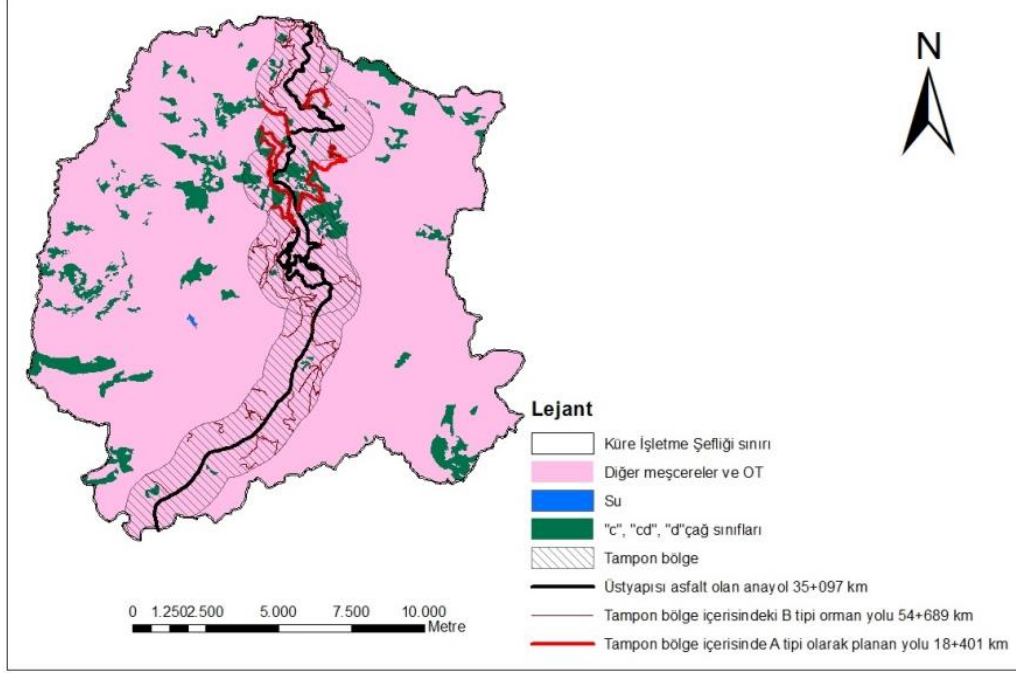 N
Lejant
Küre İşletme Şefliği sınırı
Diğer meşcereler ve OT
Su
"c", "cd", "d"çağ sınıfları
Tampon bölge
Üstyapısı asfalt olan anayol 35+097 km
Tampon bölge içerisindeki B tipi orman yolu 54+689 km
Tampon bölge içerisinde A tipi olarak planan yolu 18+401 km
0 1.2502.500 5.000 7.500 10.000
Metre